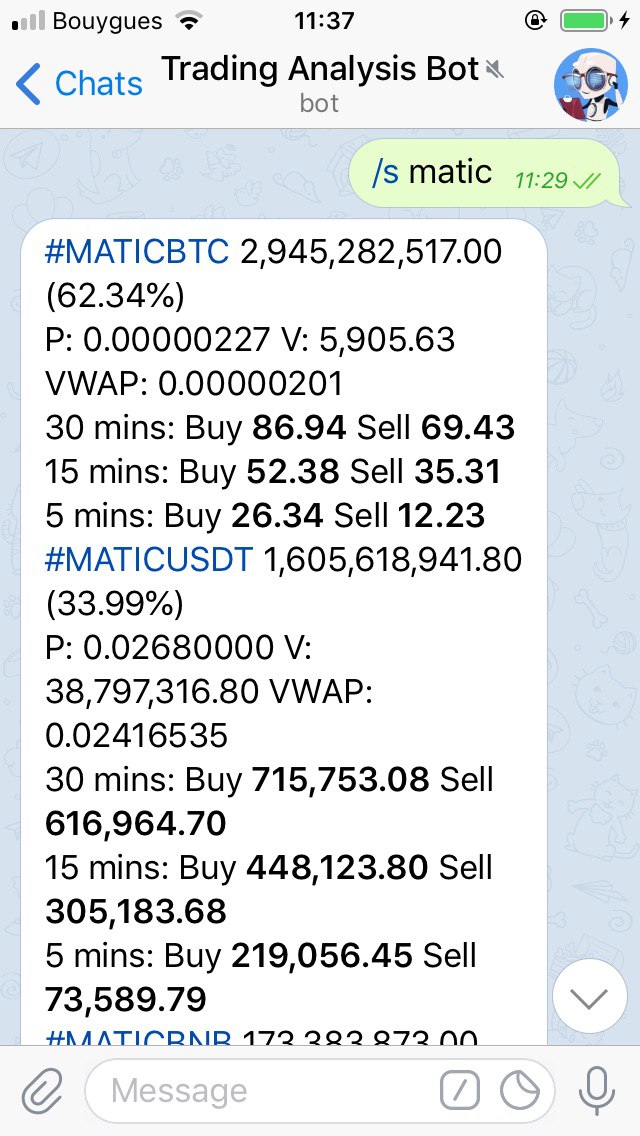 Bouygues 11:37
Chats Trading Analysis Bot
bot
/s matic 11:29
#MATICBTC 2,945,282,517.00
(62.34%)
P: 0.00000227 V: 5,905.63
VWAP: 0.00000201
30 mins: Buy 86.94 Sell 69.43
15 mins: Buy 52.38 Sell 35.31
5 mins: Buy 26.34 Sell 12.23
#MATICUSDT 1,605,618,941.80
(33.99%)
P: 0.02680000 V:
38,797,316.80 VWAP:
0.02416535
30 mins: Buy 715,753.08 Sell
616,964.70
15 mins: Buy 448,123.80 Sell
305,183.68
5 mins: Buy 219,056.45 Sell
73,589.79
#MATICBNB 173,383,873.00
Message